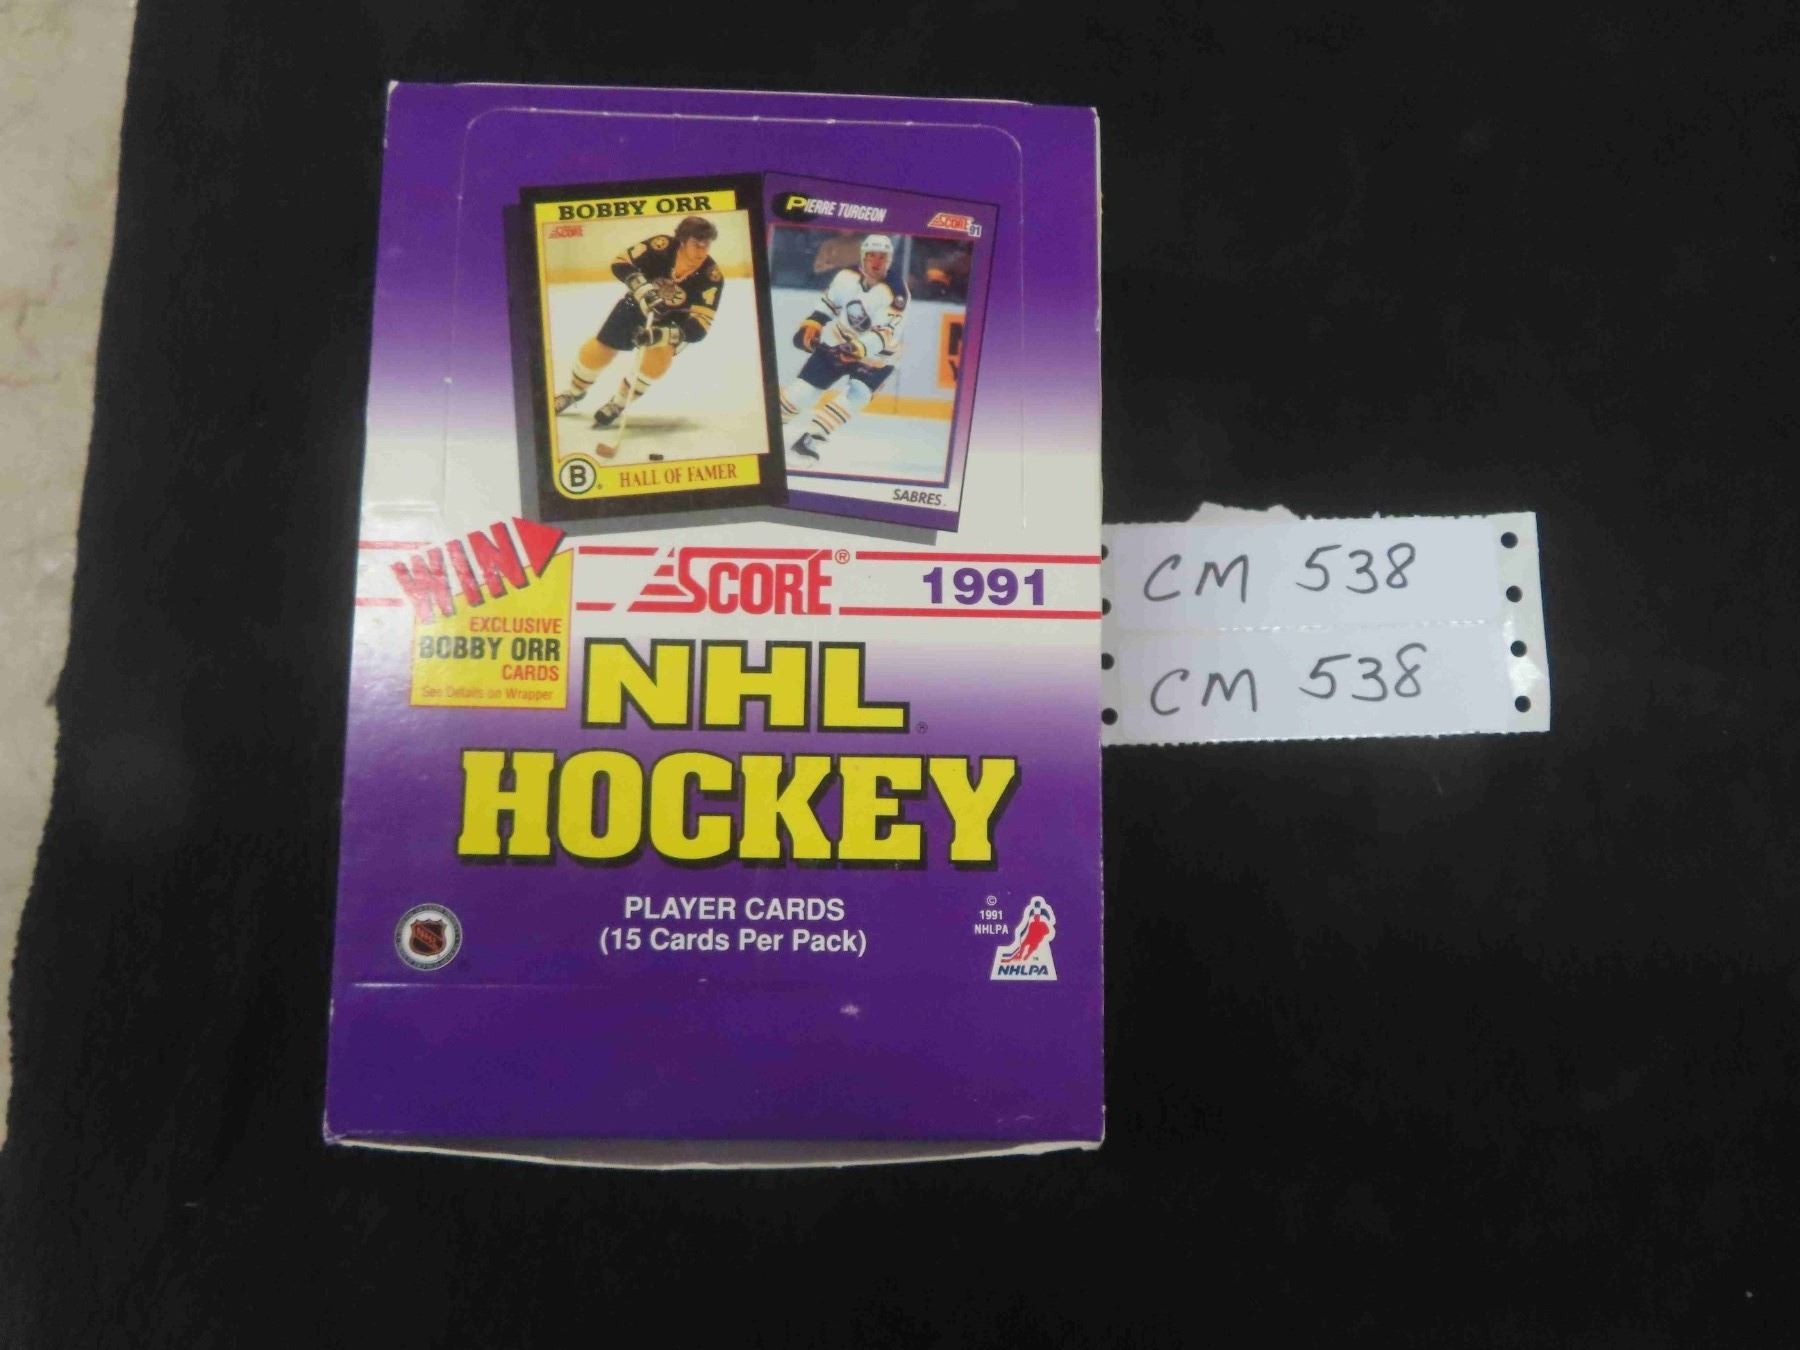 BOBBY ORR
SCORE
B
HALL OF FAMER
PIERRE TURGEON
SCORE 91
SABRES
WIN
EXCLUSIVE
BOBBY ORR
CARDS
See Details on Wrapper
SCORE®
1991
NHL®
HOCKEY
PLAYER CARDS
(15 Cards Per Pack)
NHL
©
1991
NHLPA
NHLPA
CM 538
CM 538